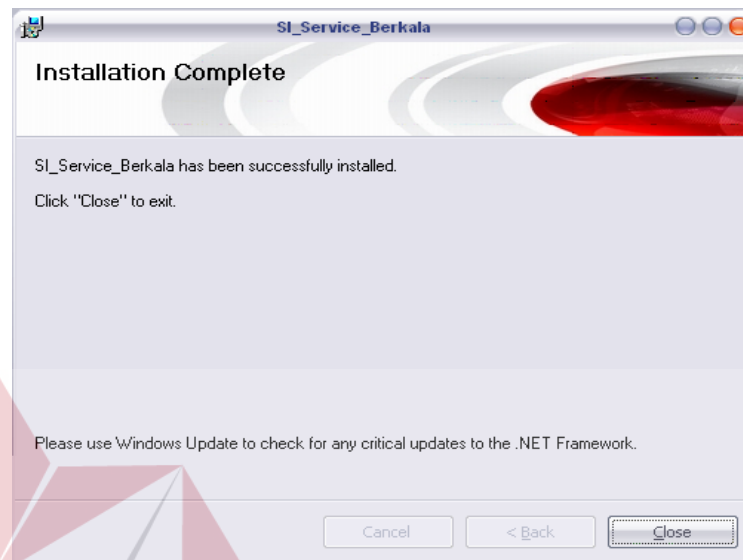 SI_Service_Berkala
Installation Complete
SI_Service_Berkala has been successfully installed.
Click "Close" to exit.
Please use Windows Update to check for any critical updates to the .NET Framework.
Cancel
< Back
Close